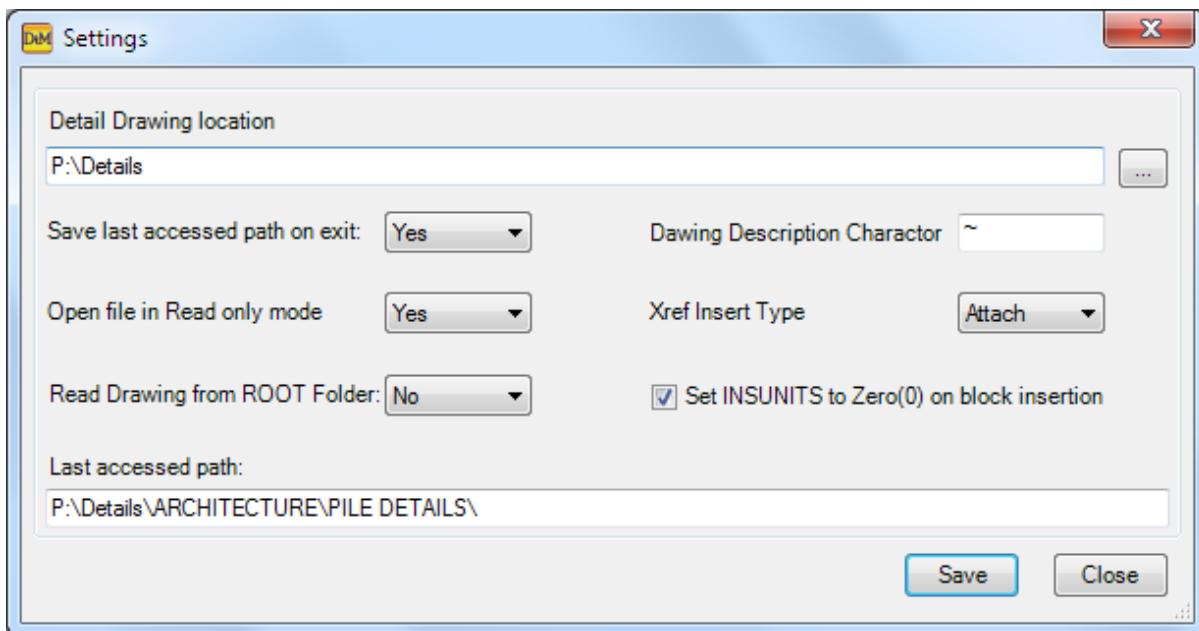 DM Settings
Detail Drawing location
P:\Details
...
Save last accessed path on exit: Yes Dawing Description Charactor ~
Open file in Read only mode Yes Xref Insert Type Attach
Read Drawing from ROOT Folder: No Set INSUNITS to Zero(0) on block insertion
Last accessed path:
P:\Details\ARCHITECTURE\PILE DETAILS\
Save Close